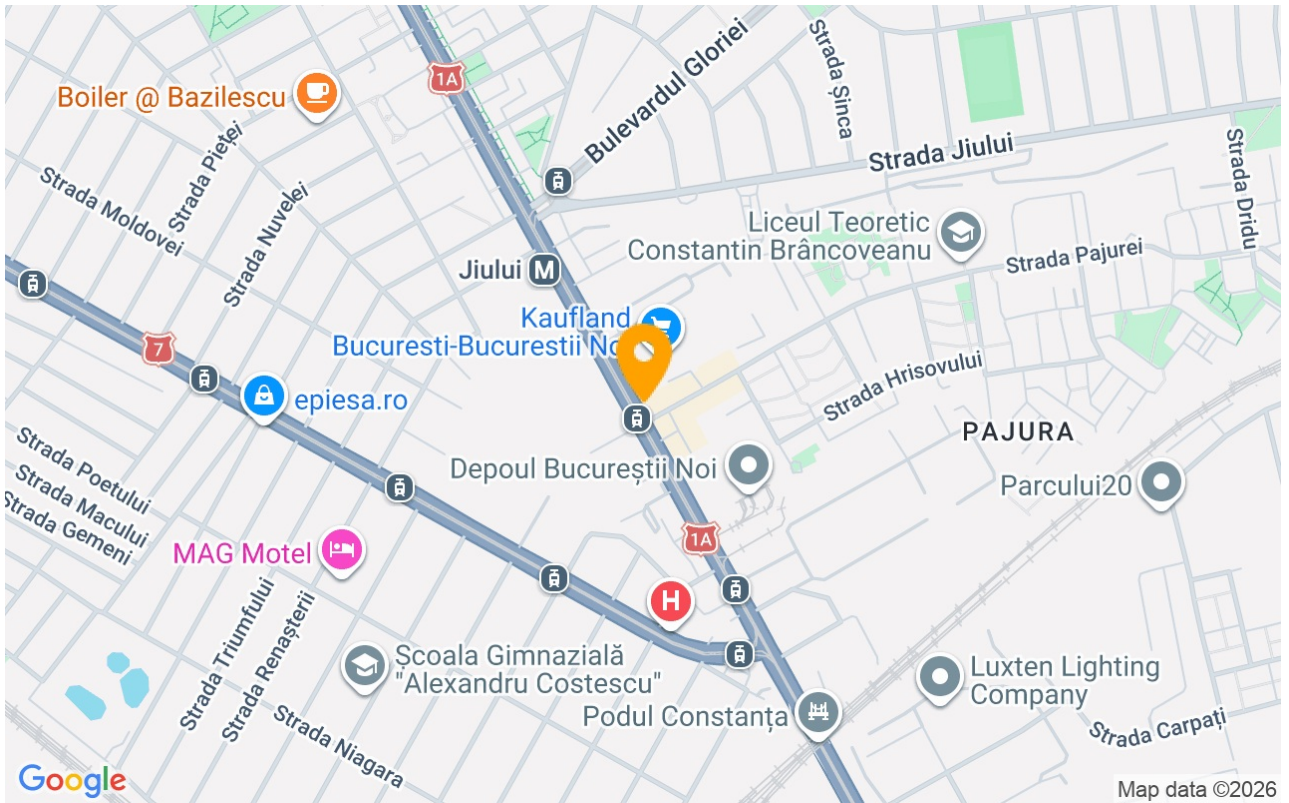 1A
Bulevardul Gloriei
Strada Șinca
Boiler @ Bazilescu
Strada Pieței
Strada Jiului
Strada Dridu
Strada Moldovei
Strada Nuvelei
Liceul Teoretic
Constantin Brâncoveanu
Strada Pajurei
Jiului
M
Kaufland
Bucuresti-Bucurestii
7
epiesa.ro
Strada Hrisovului
PAJURA
Strada Poetului
Strada Macului
Strada Gemeni
Depoul Bucureștii Noi
Parcului20
1A
MAG Motel
H
Strada Triumfului
Strada Renașterii
Școala Gimnazială
"Alexandru Costescu"
Luxten Lighting
Company
Podul Constanța
Strada Carpați
Strada Niagara
Google
Map data ©2026